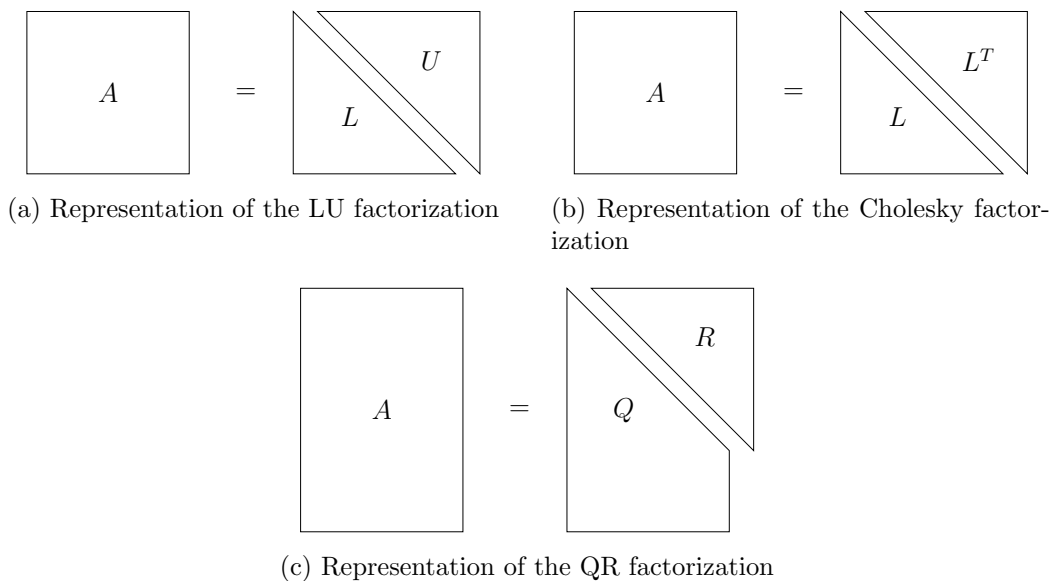 A = L U
A = L L^T
(a) Representation of the LU factorization
(b) Representation of the Cholesky factor-
ization
A = Q R
(c) Representation of the QR factorization